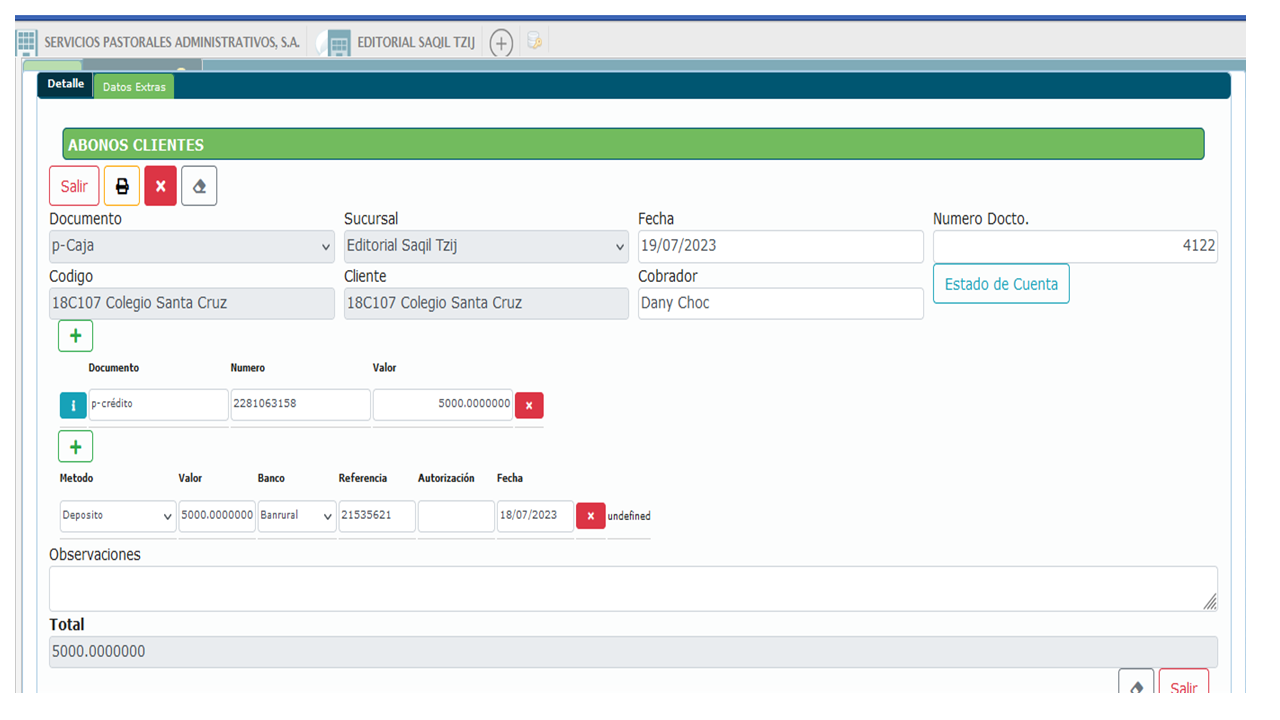 SERVICIOS PASTORALES ADMINISTRATIVOS, S.A. EDITORIAL SAQIL TZIJ
Detalle Datos Extras
ABONOS CLIENTES
Salir
Documento Sucursal Fecha Numero Docto.
p-Caja Editorial Saqil Tzij 19/07/2023 4122
Codigo Cliente Cobrador
Estado de Cuenta
18C107 Colegio Santa Cruz 18C107 Colegio Santa Cruz Dany Choc
+
Documento Numero Valor
i p-crédito 2281063158 5000.0000000 x
+
Metodo Valor Banco Referencia Autorización Fecha
Deposito 5000.0000000 Banrural 21535621 18/07/2023 x undefined
Observaciones
Total
5000.0000000
Salir